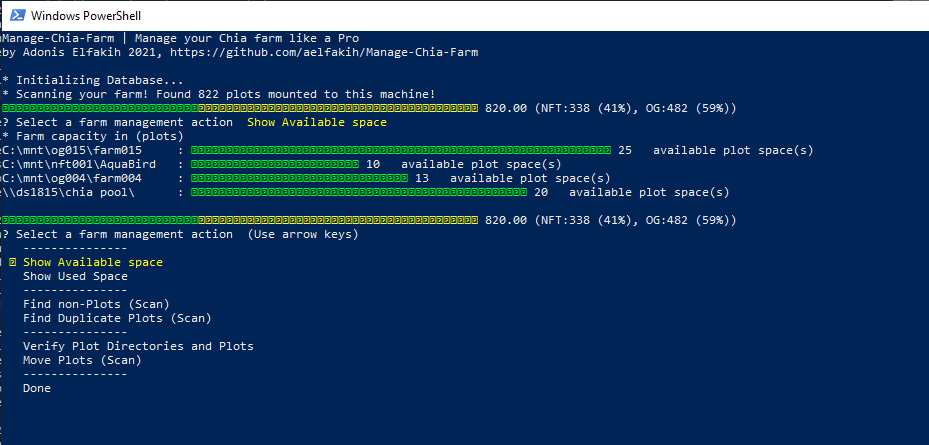 Windows PowerShell
Manage-Chia-Farm | Manage your Chia farm like a Pro
by Adonis Elfakih 2021, https://github.com/aelfakih/Manage-Chia-Farm
* Initializing Database...
* Scanning your farm! Found 822 plots mounted to this machine!
820.00 (NFT:338 (41%), OG:482 (59%))
? Select a farm management action  Show Available space
* Farm capacity in (plots)
C:\mnt\og015\farm015 : 25 available plot space(s)
C:\mnt\nft001\AquaBird : 10 available plot space(s)
C:\mnt\og004\farm004 : 13 available plot space(s)
\\ds1815\chia pool\ : 20 available plot space(s)
820.00 (NFT:338 (41%), OG:482 (59%))
? Select a farm management action  (Use arrow keys)
---------------
Show Available space
Show Used Space
---------------
Find non-Plots (Scan)
Find Duplicate Plots (Scan)
---------------
Verify Plot Directories and Plots
Move Plots (Scan)
---------------
Done